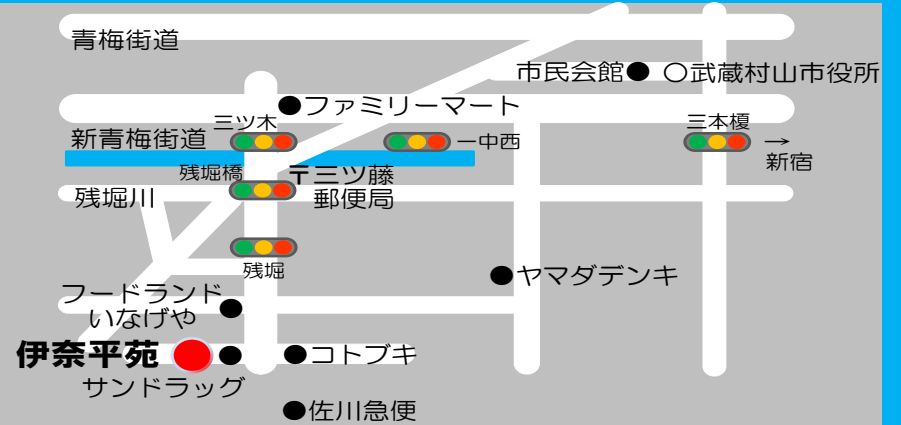 青梅街道
市民会館●
○武蔵村山市役所
●ファミリーマート
三ツ木
三本榎
新青梅街道
一中西
→
新宿
残堀橋
〒三ツ藤
郵便局
残堀川
残堀
●ヤマダデンキ
フードランド
いなげや
伊奈平苑
●コトブキ
サンドラッグ
●佐川急便